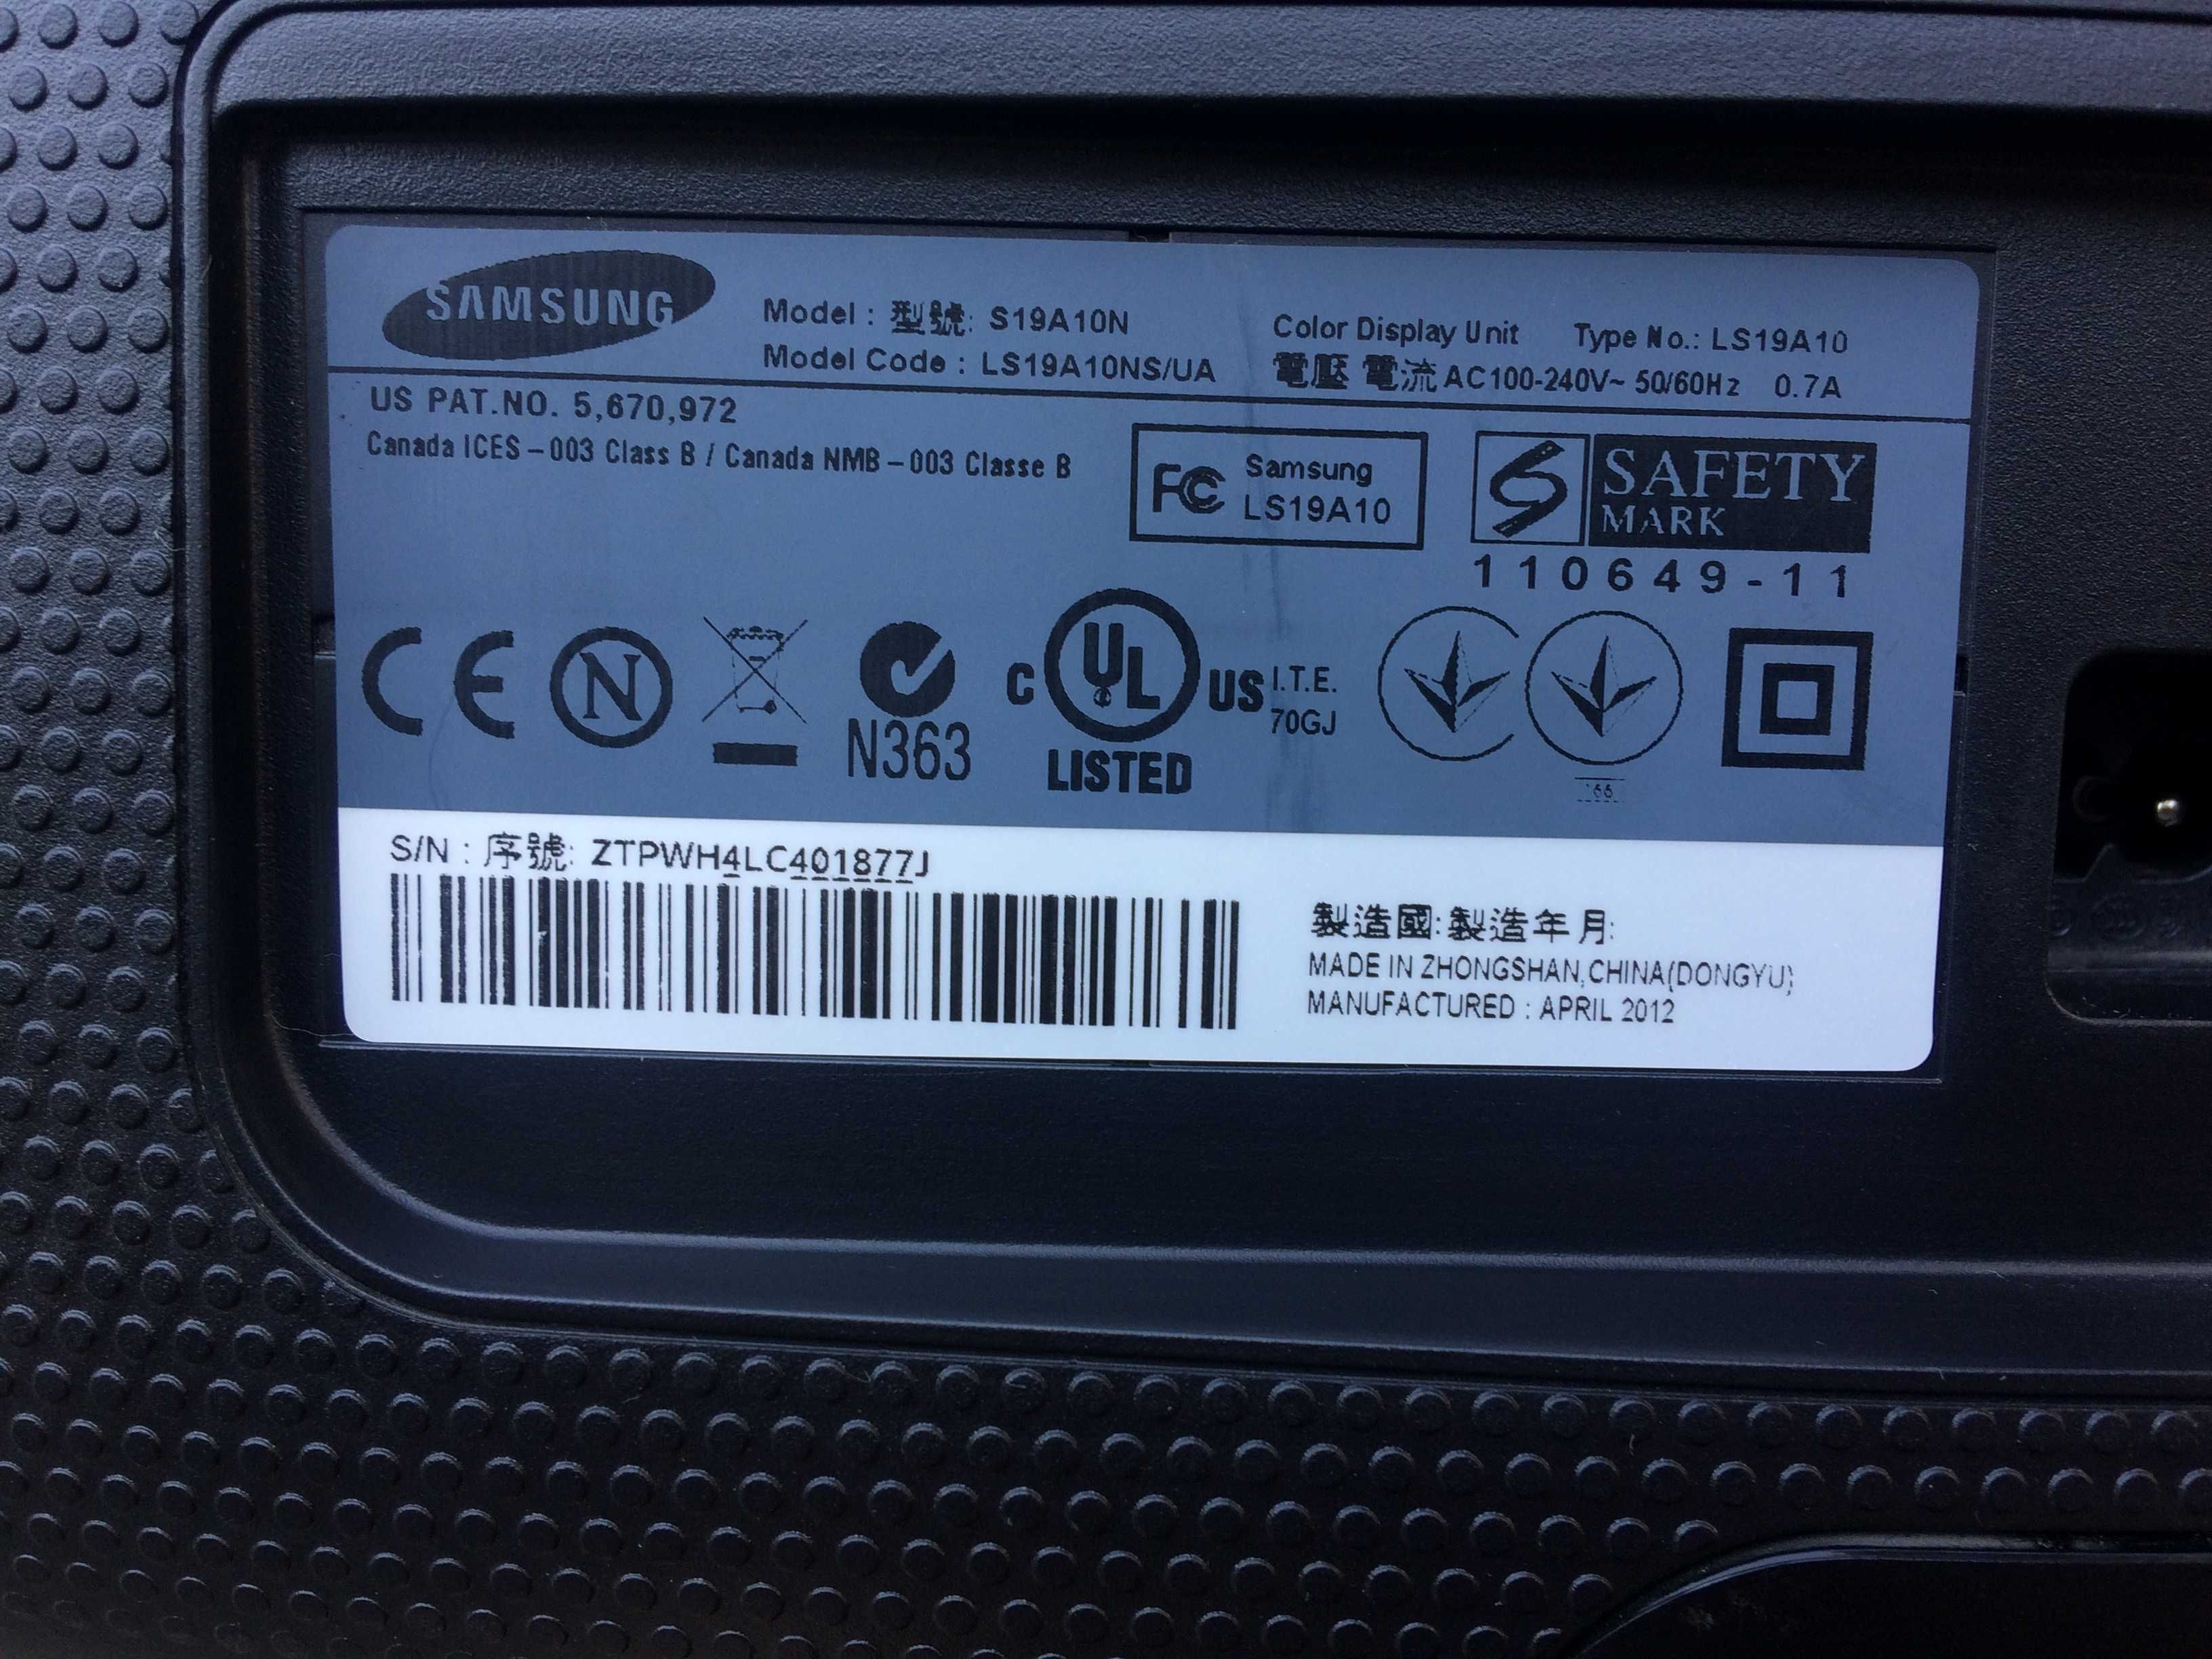 SAMSUNG
Model : 型號: S19A10N
Model Code : LS19A10NS/UA
Color Display Unit Type No.: LS19A10
電壓 電流 AC100-240V~ 50/60Hz 0.7A
US PAT.NO. 5,670,972
Canada ICES-003 Class B / Canada NMB-003 Classe B
FC Samsung
LS19A10
SAFETY
MARK
110649-11
CE N
N363
C UL US
LISTED
I.T.E.
70GJ
S/N : 序號: ZTPWH4LC401877J
製造國: 製造年月:
MADE IN ZHONGSHAN,CHINA(DONGYU)
MANUFACTURED : APRIL 2012